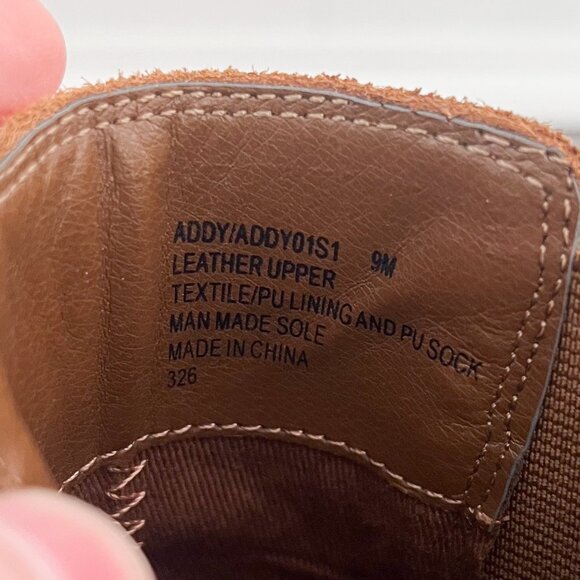 ADDY/ADDY01S1 9M
LEATHER UPPER
TEXTILE/PU LINING AND PU SOCK
MAN MADE SOLE
MADE IN CHINA
326